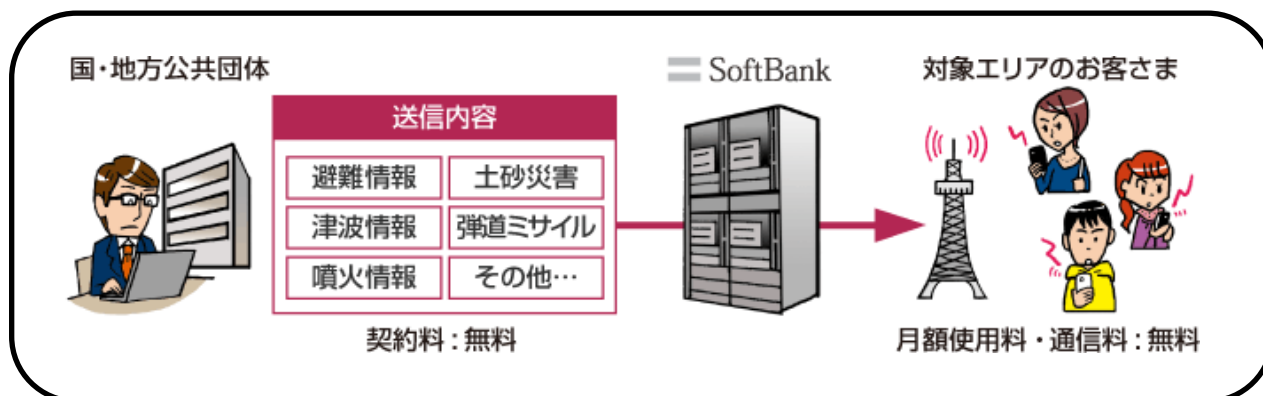 国・地方公共団体
送信内容
避難情報
土砂災害
津波情報
弾道ミサイル
噴火情報
その他…
契約料:無料
SoftBank
対象エリアのお客さま
月額使用料・通信料:無料